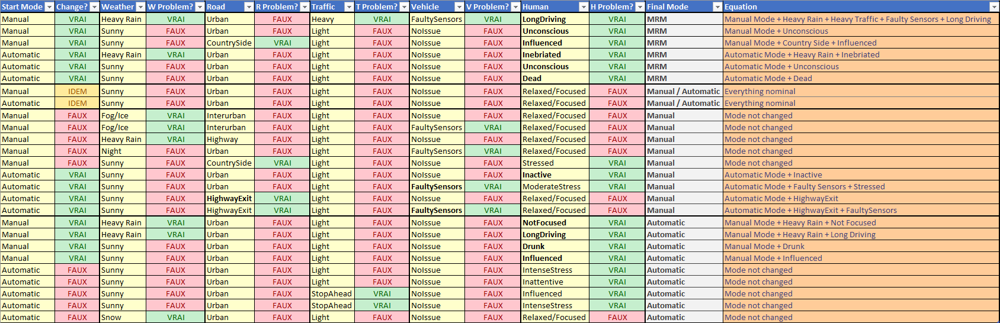 Start Mode Change? Weather W Problem? Road R Problem? Traffic T Problem? Vehicle V Problem? Human H Problem? Final Mode Equation
Manual VRAI Heavy Rain VRAI Urban FAUX Heavy VRAI FaultySensors VRAI LongDriving VRAI MRM Manual Mode + Heavy Rain + Heavy Traffic + Faulty Sensors + Long Driving
Manual VRAI Sunny FAUX Urban FAUX Light FAUX NoIssue FAUX Unconscious VRAI MRM Manual Mode + Unconscious
Manual VRAI Sunny FAUX CountrySide VRAI Light FAUX NoIssue FAUX Influenced VRAI MRM Manual Mode + Country Side + Influenced
Automatic VRAI Heavy Rain VRAI Urban FAUX Light FAUX NoIssue FAUX Inebriated VRAI MRM Automatic Mode + Heavy Rain + Inebriated
Automatic VRAI Sunny FAUX Urban FAUX Light FAUX NoIssue FAUX Unconscious VRAI MRM Automatic Mode + Unconscious
Automatic VRAI Sunny FAUX Urban FAUX Light FAUX NoIssue FAUX Dead VRAI MRM Automatic Mode + Dead
Manual IDEM Sunny FAUX Urban FAUX Light FAUX NoIssue FAUX Relaxed/Focused FAUX Manual / Automatic Everything nominal
Automatic IDEM Sunny FAUX Urban FAUX Light FAUX NoIssue FAUX Relaxed/Focused FAUX Manual / Automatic Everything nominal
Manual FAUX Fog/Ice VRAI Interurban FAUX Light FAUX NoIssue FAUX Relaxed/Focused FAUX Manual Mode not changed
Manual FAUX Fog/Ice VRAI Interurban FAUX Light FAUX FaultySensors VRAI Relaxed/Focused FAUX Manual Mode not changed
Manual FAUX Heavy Rain VRAI Highway FAUX Light FAUX NoIssue FAUX Relaxed/Focused FAUX Manual Mode not changed
Manual FAUX Night FAUX Urban FAUX Light FAUX FaultySensors VRAI Relaxed/Focused FAUX Manual Mode not changed
Manual FAUX Sunny FAUX CountrySide VRAI Light FAUX NoIssue FAUX Stressed VRAI Manual Mode not changed
Automatic VRAI Sunny FAUX Urban FAUX Light FAUX NoIssue FAUX Inactive VRAI Manual Automatic Mode + Inactive
Automatic VRAI Sunny FAUX Urban FAUX Light FAUX FaultySensors VRAI ModerateStress VRAI Manual Automatic Mode + Faulty Sensors + Stressed
Automatic VRAI Sunny FAUX HighwayExit VRAI Light FAUX NoIssue FAUX Relaxed/Focused FAUX Manual Automatic Mode + HighwayExit
Automatic VRAI Sunny FAUX HighwayExit VRAI Light FAUX FaultySensors VRAI Relaxed/Focused FAUX Manual Automatic Mode + HighwayExit + FaultySensors
Manual VRAI Heavy Rain VRAI Urban FAUX Light FAUX NoIssue FAUX NotFocused VRAI Automatic Manual Mode + Heavy Rain + Not Focused
Manual VRAI Heavy Rain VRAI Urban FAUX Light FAUX NoIssue FAUX LongDriving VRAI Automatic Manual Mode + Heavy Rain + Long Driving
Manual VRAI Sunny FAUX Urban FAUX Light FAUX NoIssue FAUX Drunk VRAI Automatic Manual Mode + Drunk
Manual VRAI Sunny FAUX Urban FAUX Light FAUX NoIssue FAUX Influenced VRAI Automatic Manual Mode + Influenced
Automatic FAUX Sunny FAUX Urban FAUX Light FAUX NoIssue FAUX IntenseStress VRAI Automatic Mode not changed
Automatic FAUX Sunny FAUX Urban FAUX Light FAUX NoIssue FAUX Inattentive VRAI Automatic Mode not changed
Automatic FAUX Sunny FAUX Urban FAUX StopAhead VRAI NoIssue FAUX Influenced VRAI Automatic Mode not changed
Automatic FAUX Sunny FAUX Urban FAUX StopAhead VRAI NoIssue FAUX IntenseStress VRAI Automatic Mode not changed
Automatic FAUX Snow VRAI Road FAUX Light FAUX NoIssue FAUX Relaxed/Focused FAUX Automatic Mode not changed